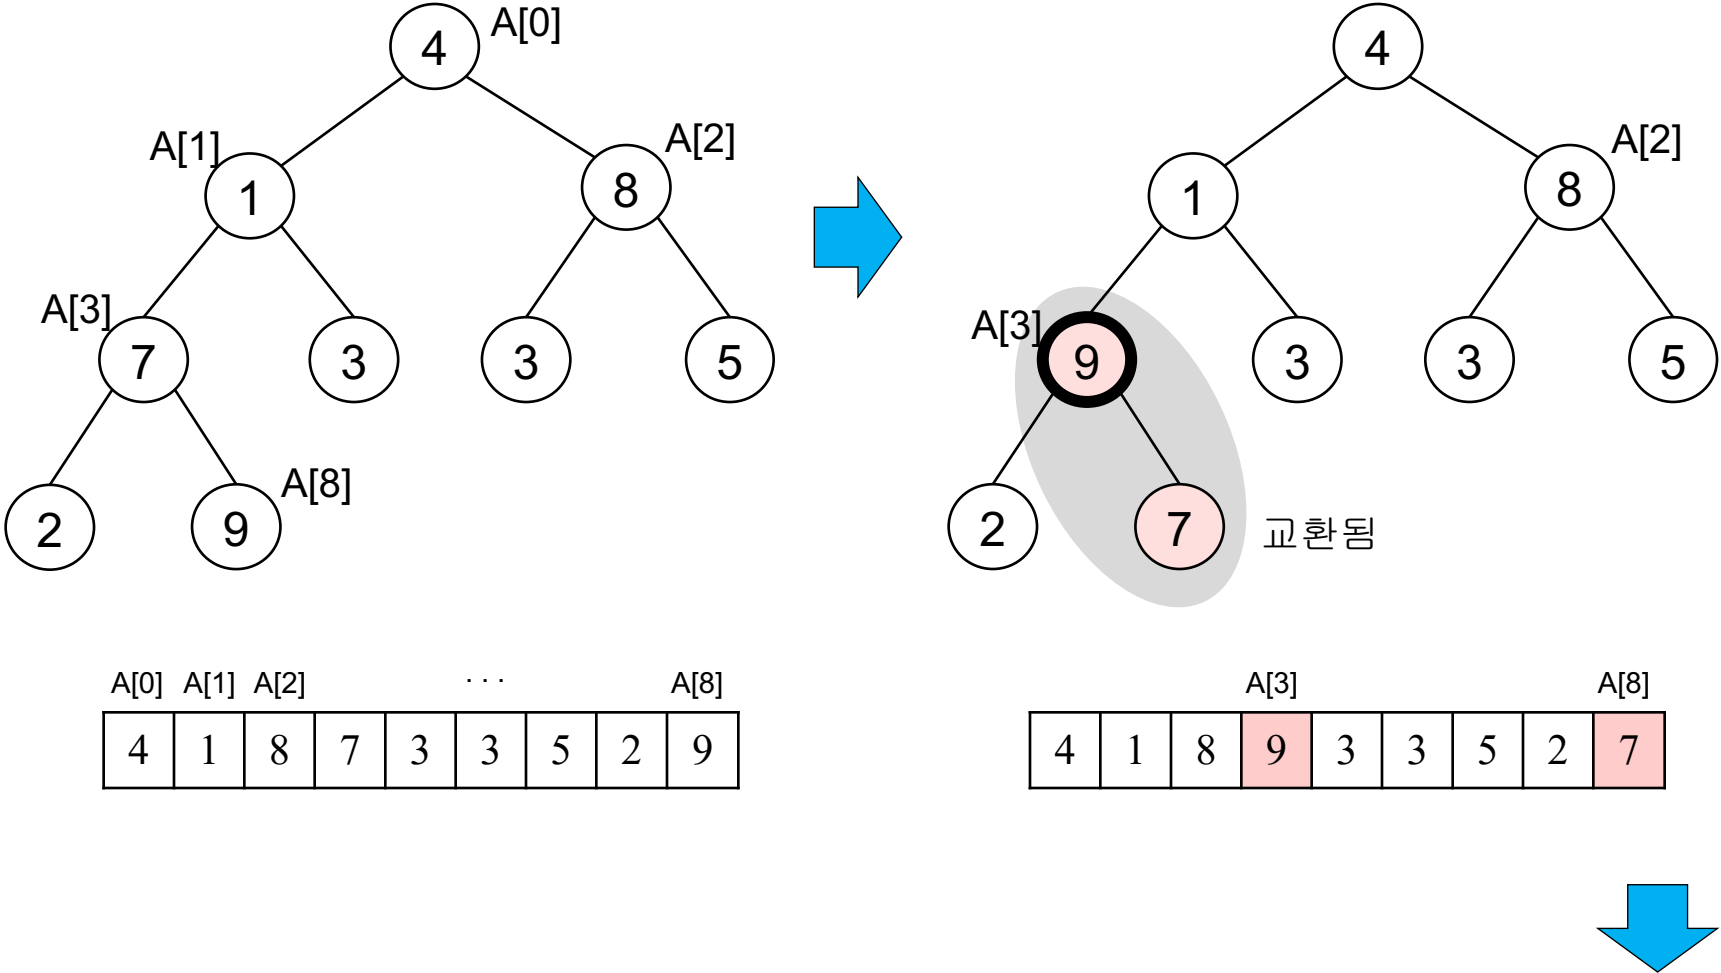 4 A[0]
A[1] 1 8 A[2]
A[3] 7 3 3 5
2 9 A[8]
4
1 8 A[2]
A[3] 9 3 3 5
2 7 교환됨
A[0] A[1] A[2] · · · A[8]
4 1 8 7 3 3 5 2 9
A[3] A[8]
4 1 8 9 3 3 5 2 7